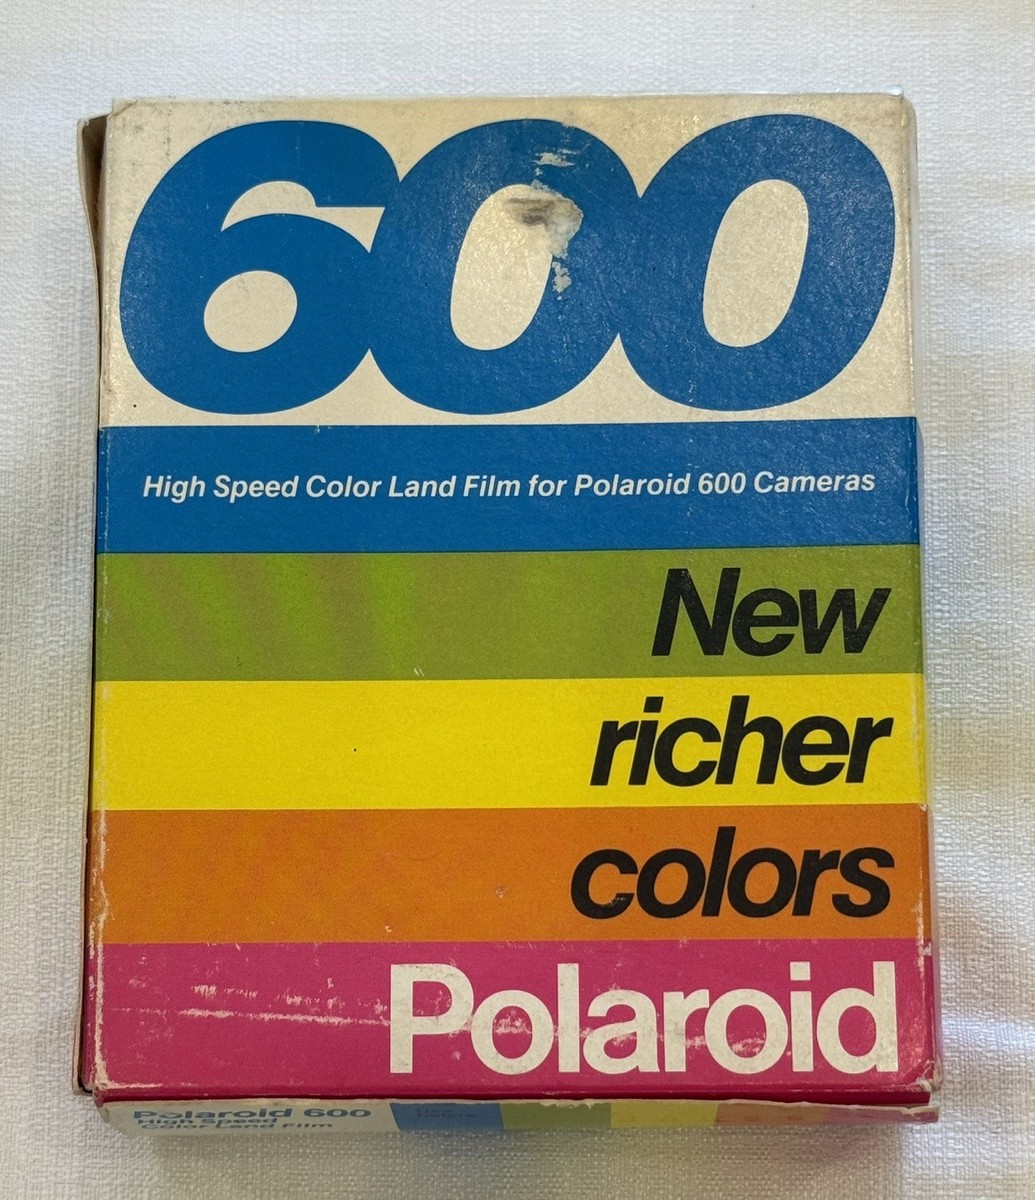 600
High Speed Color Land Film for Polaroid 600 Cameras
New
richer
colors
Polaroid
Polaroid 600
High Speed
Color Land Film